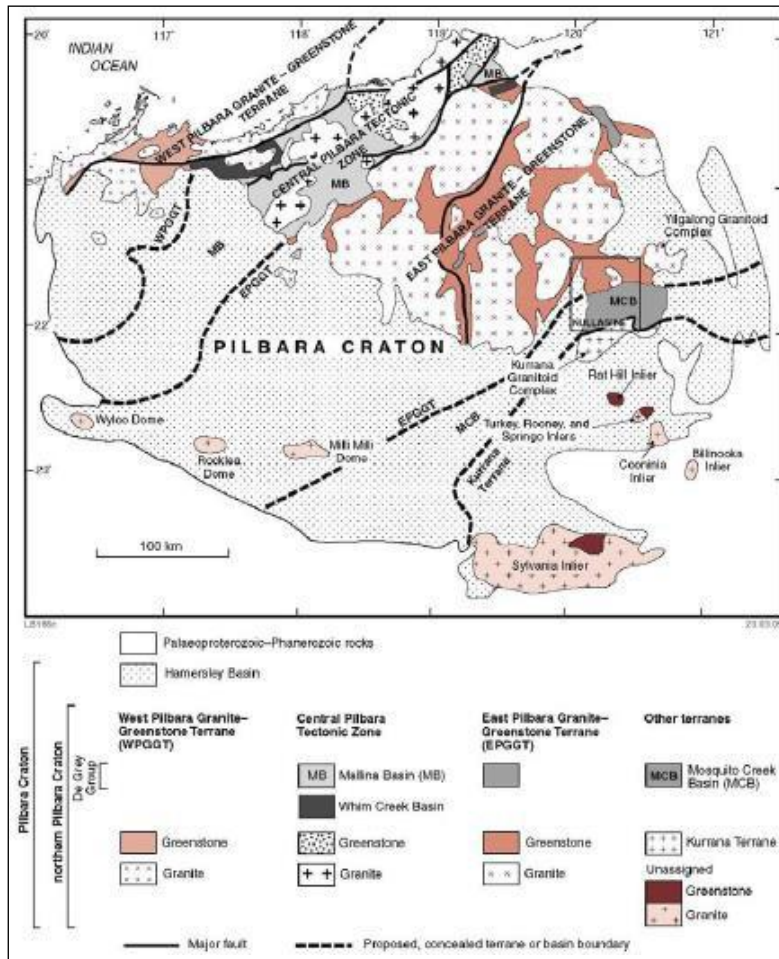 20°
117°
118°
119°
120°
121°
INDIAN
OCEAN
WEST PILBARA GRANITE – GREENSTONE
TERRANE
CENTRAL PILBARA TECTONIC
ZONE
MB
MB
EAST PILBARA GRANITE – GREENSTONE
TERRANE
WPGGT
MB
EPGGT
Yilgalong Granitoid
Complex
MCB
NULLAGINE
22°
PILBARA CRATON
Kurrana
Granitoid
Complex
Rat Hill Inlier
EPGGT
MCB
Kurrana
Terrane
Turkey, Rooney, and
Springo Inliers
Wyloo Dome
Rocklea
Dome
Milli Milli
Dome
Cooninia
Inlier
Billinooka
Inlier
100 km
Sylvania Inlier
Palaeoproterozoic–Phanerozoic rocks
Hamersley Basin
West Pilbara Granite–
Greenstone Terrane
(WPGGT)
Central Pilbara
Tectonic Zone
East Pilbara Granite–
Greenstone Terrane
(EPGGT)
Other terranes
Pilbara Craton
northern Pilbara Craton
De Grey
Group
MB Mallina Basin (MB)
MCB Mosquito Creek
Basin (MCB)
Whim Creek Basin
Greenstone
Greenstone
Greenstone
Kurrana Terrane
Granite
Granite
Granite
Unassigned
Greenstone
Granite
Major fault
Proposed, concealed terrane or basin boundary